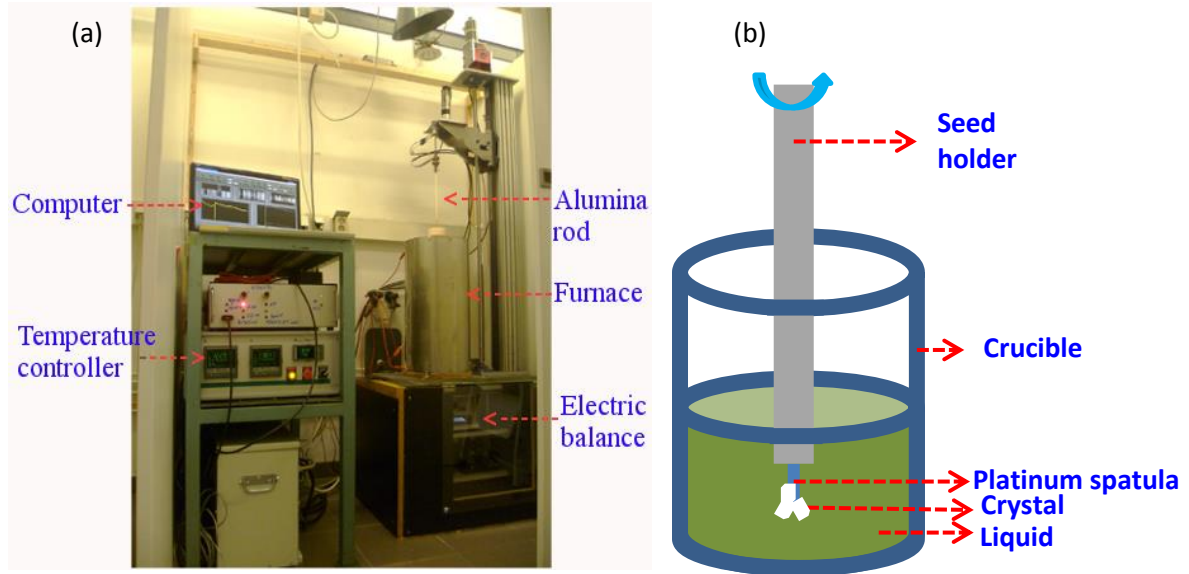 (a)
Computer
Temperature
controller
Alumina
rod
Furnace
Electric
balance
(b)
Seed
holder
Crucible
Platinum spatula
Crystal
Liquid